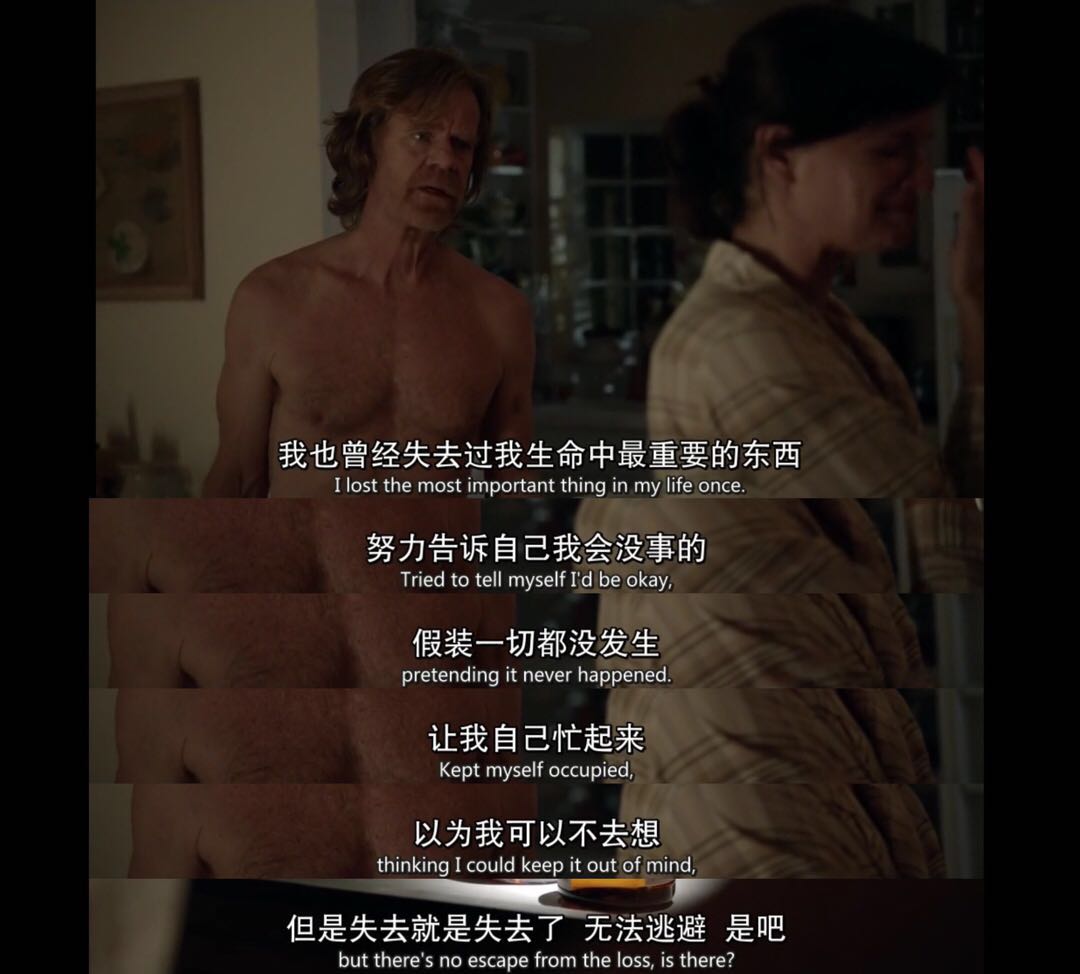 我也曾经失去过我生命中最重要的东西
I lost the most important thing in my life once.
努力告诉自己我会没事的
Tried to tell myself I'd be okay,
假装一切都没发生
pretending it never happened.
让我自己忙起来
Kept myself occupied,
以为我可以不去想
thinking I could keep it out of mind,
但是失去就是失去了 无法逃避 是吧
but there's no escape from the loss, is there?